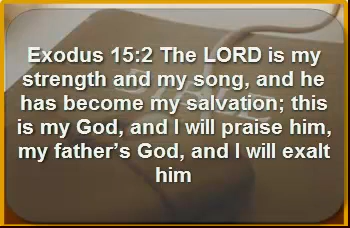 Exodus 15:2 The LORD is my
strength and my song, and he
has become my salvation; this
is my God, and I will praise him,
my father’s God, and I will exalt
him